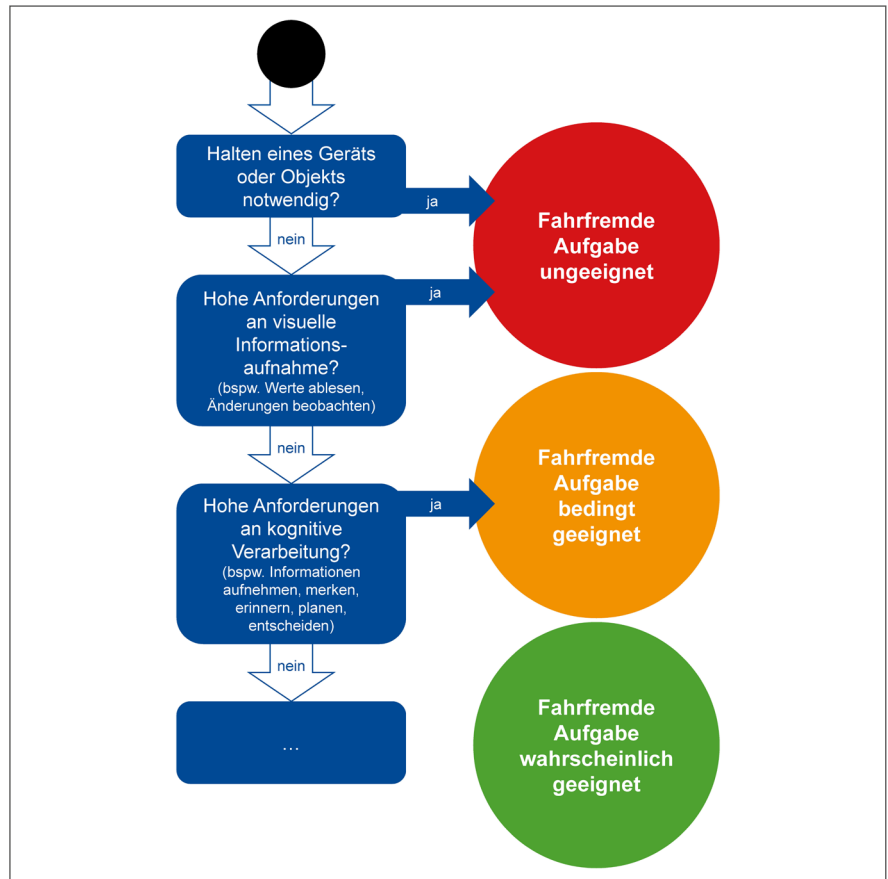 Halten eines Geräts
oder Objekts
notwendig?
ja
Fahrfremde
Aufgabe
ungeeignet
nein
Hohe Anforderungen
an visuelle
Informations-
aufnahme?
(bspw. Werte ablesen,
Änderungen beobachten)
ja
nein
Hohe Anforderungen
an kognitive
Verarbeitung?
(bspw. Informationen
aufnehmen, merken,
erinnern, planen,
entscheiden)
ja
Fahrfremde
Aufgabe
bedingt
geeignet
nein
...
Fahrfremde
Aufgabe
wahrscheinlich
geeignet